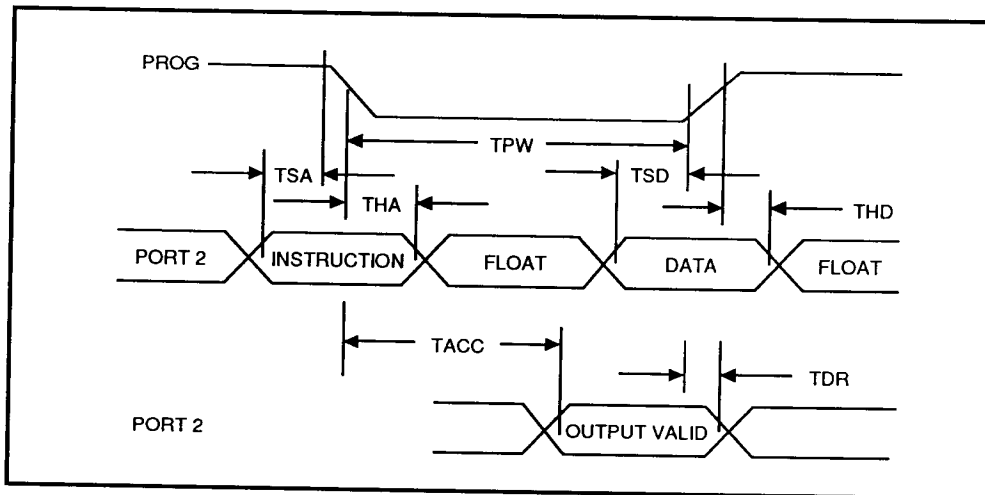 PROG
TPW
TSA
TSD
THA
THD
PORT 2
INSTRUCTION
FLOAT
DATA
FLOAT
TACC
TDR
PORT 2
OUTPUT VALID